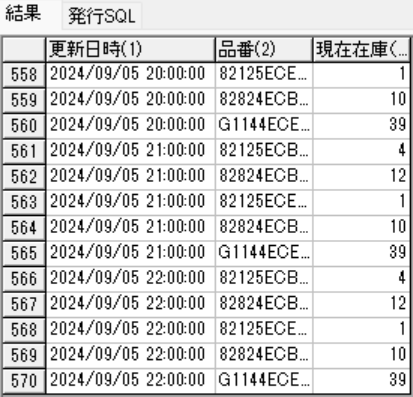 結果 発行SQL
更新日時(1) 品番(2) 現在在庫(...
558 2024/09/05 20:00:00 82125ECE... 1
559 2024/09/05 20:00:00 82824ECB... 10
560 2024/09/05 20:00:00 G1144ECE... 39
561 2024/09/05 21:00:00 82125ECB... 4
562 2024/09/05 21:00:00 82824ECB... 12
563 2024/09/05 21:00:00 82125ECE... 1
564 2024/09/05 21:00:00 82824ECB... 10
565 2024/09/05 21:00:00 G1144ECE... 39
566 2024/09/05 22:00:00 82125ECB... 4
567 2024/09/05 22:00:00 82824ECB... 12
568 2024/09/05 22:00:00 82125ECE... 1
569 2024/09/05 22:00:00 82824ECB... 10
570 2024/09/05 22:00:00 G1144ECE... 39